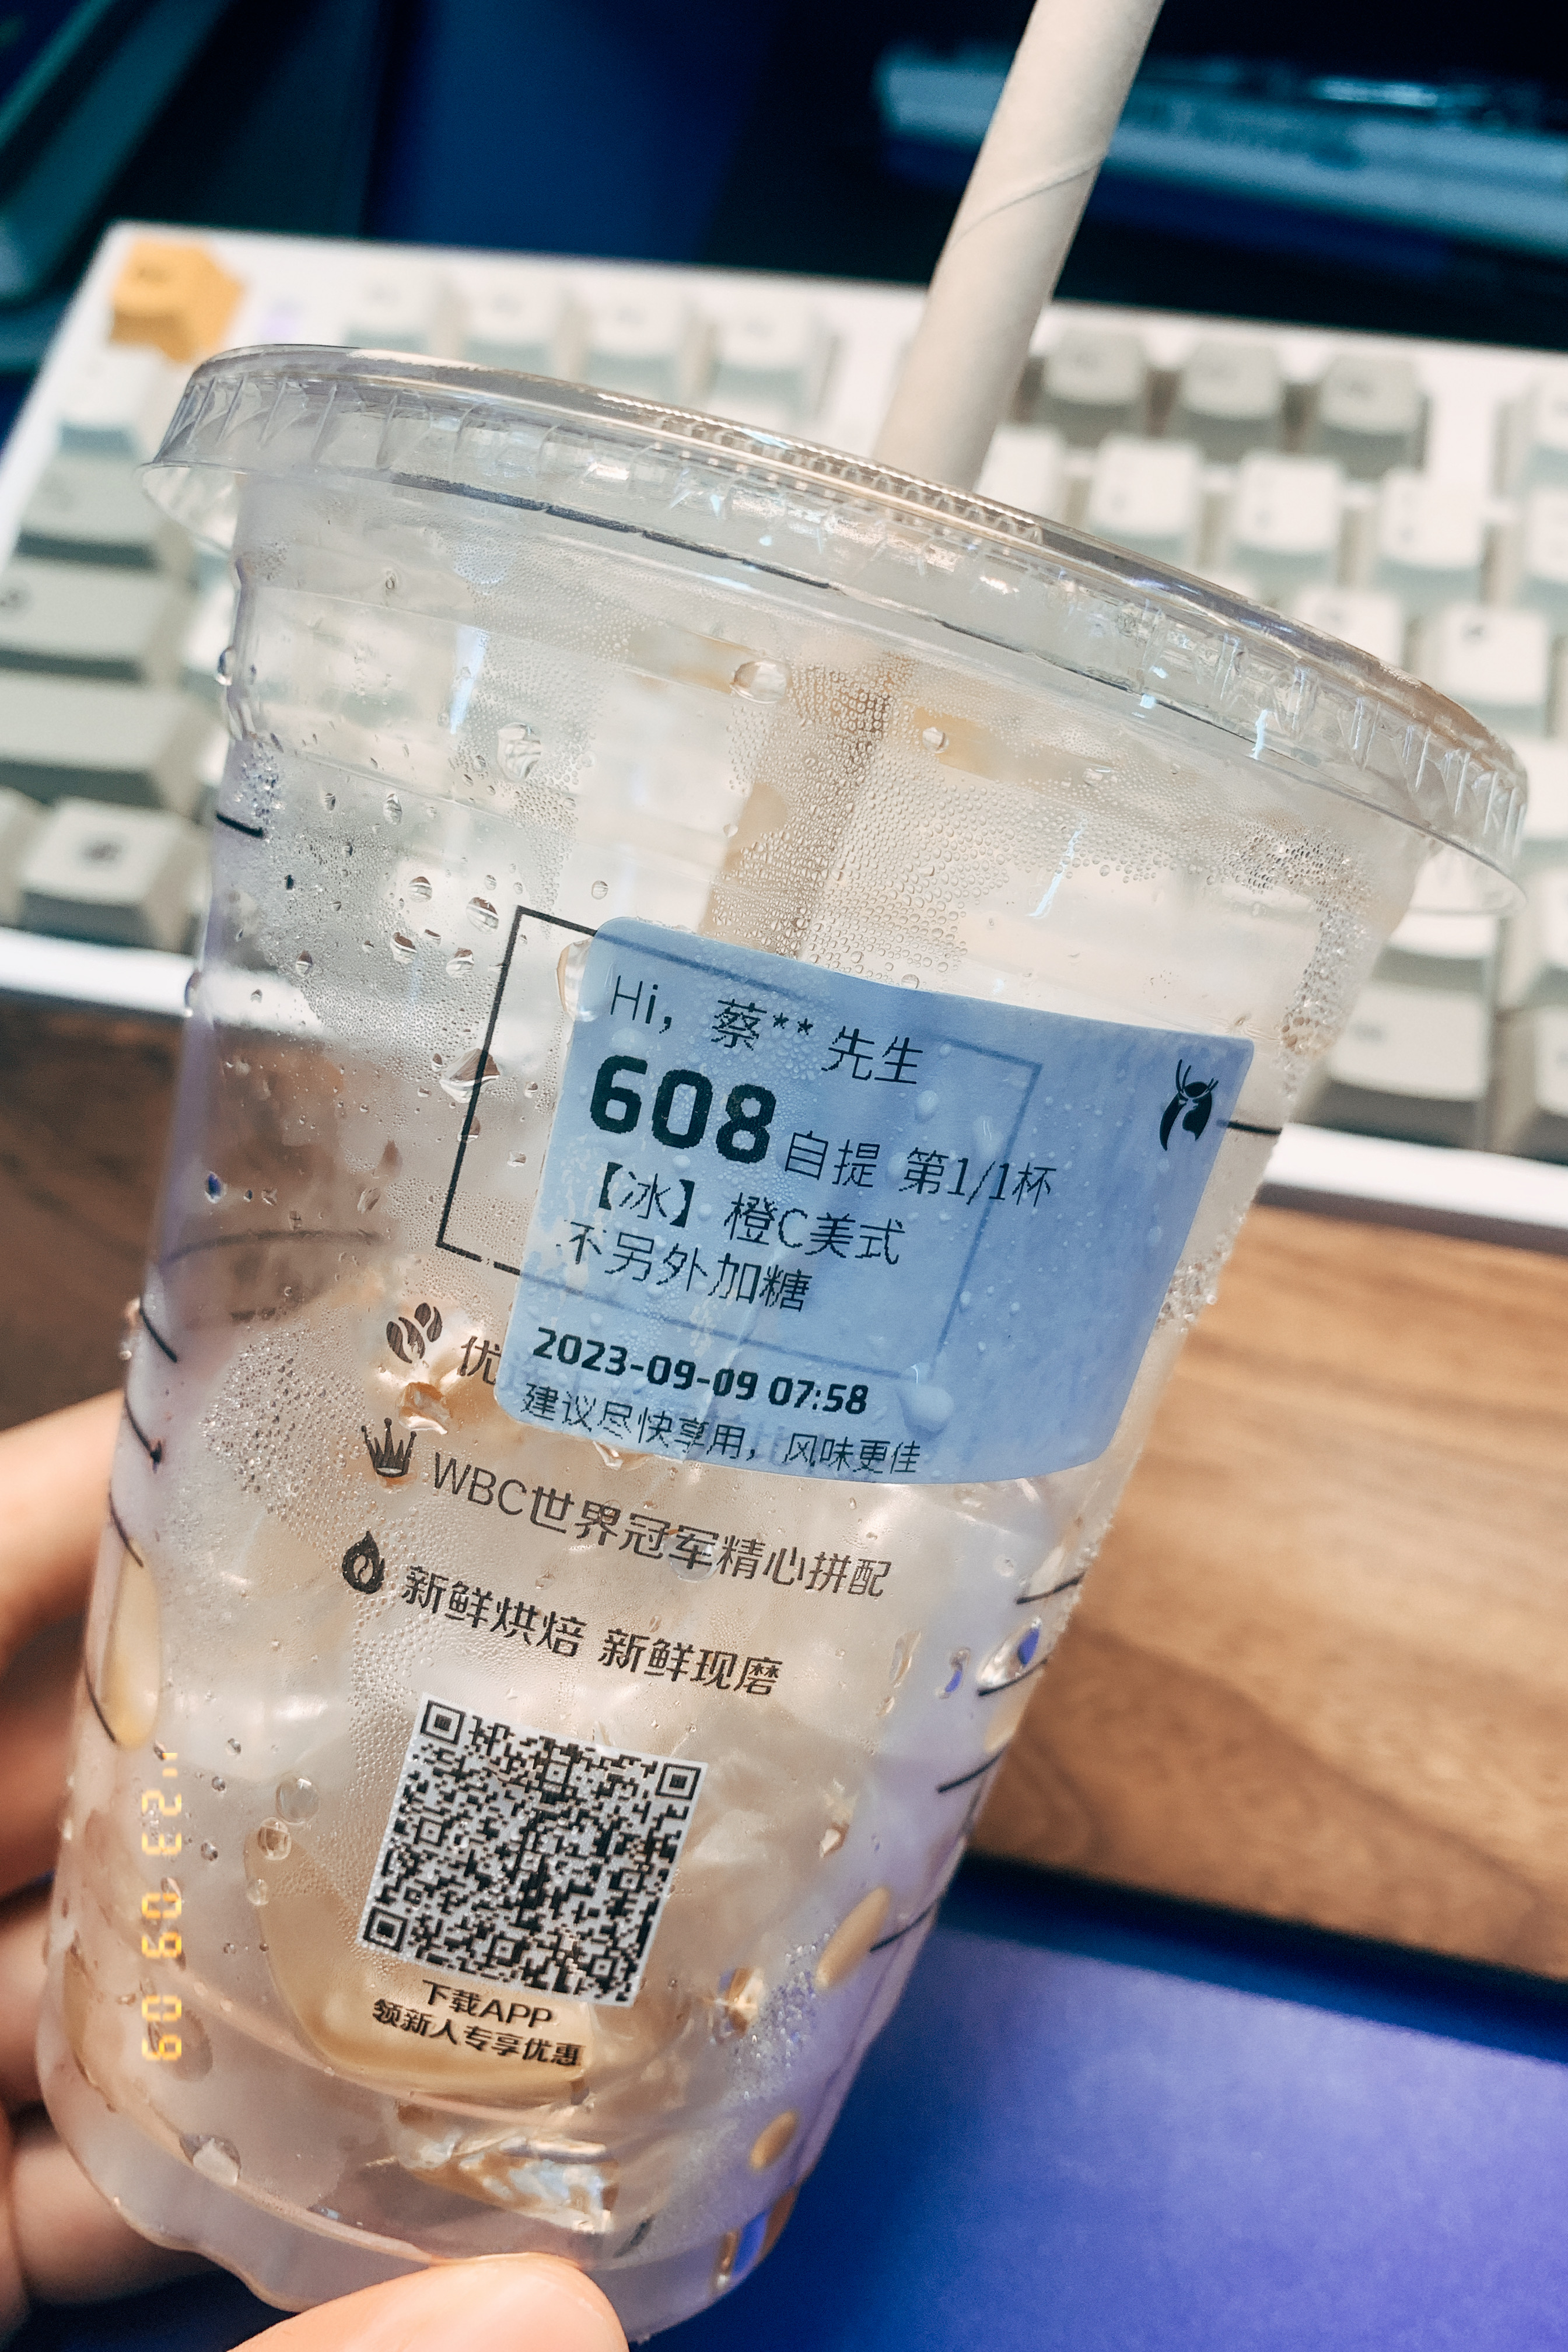 Hi，蔡** 先生
608 自提 第1/1杯
【冰】 橙C美式
不另外加糖
2023-09-09 07:58
建议尽快享用，风味更佳
优
WBC世界冠军精心拼配
新鲜烘焙 新鲜现磨
下载APP
领新人专享优惠
'23 09 09